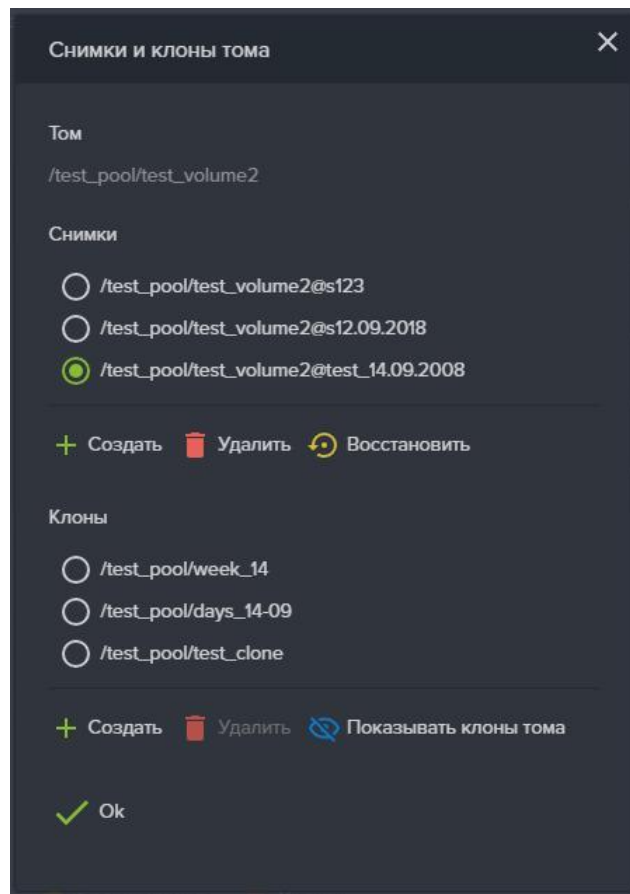 Снимки и клоны тома
Том
/test_pool/test_volume2
Снимки
/test_pool/test_volume2@s123
/test_pool/test_volume2@s12.09.2018
/test_pool/test_volume2@test_14.09.2008
Создать Удалить Восстановить
Клоны
/test_pool/week_14
/test_pool/days_14-09
/test_pool/test_clone
Создать Удалить Показывать клоны тома
Ok